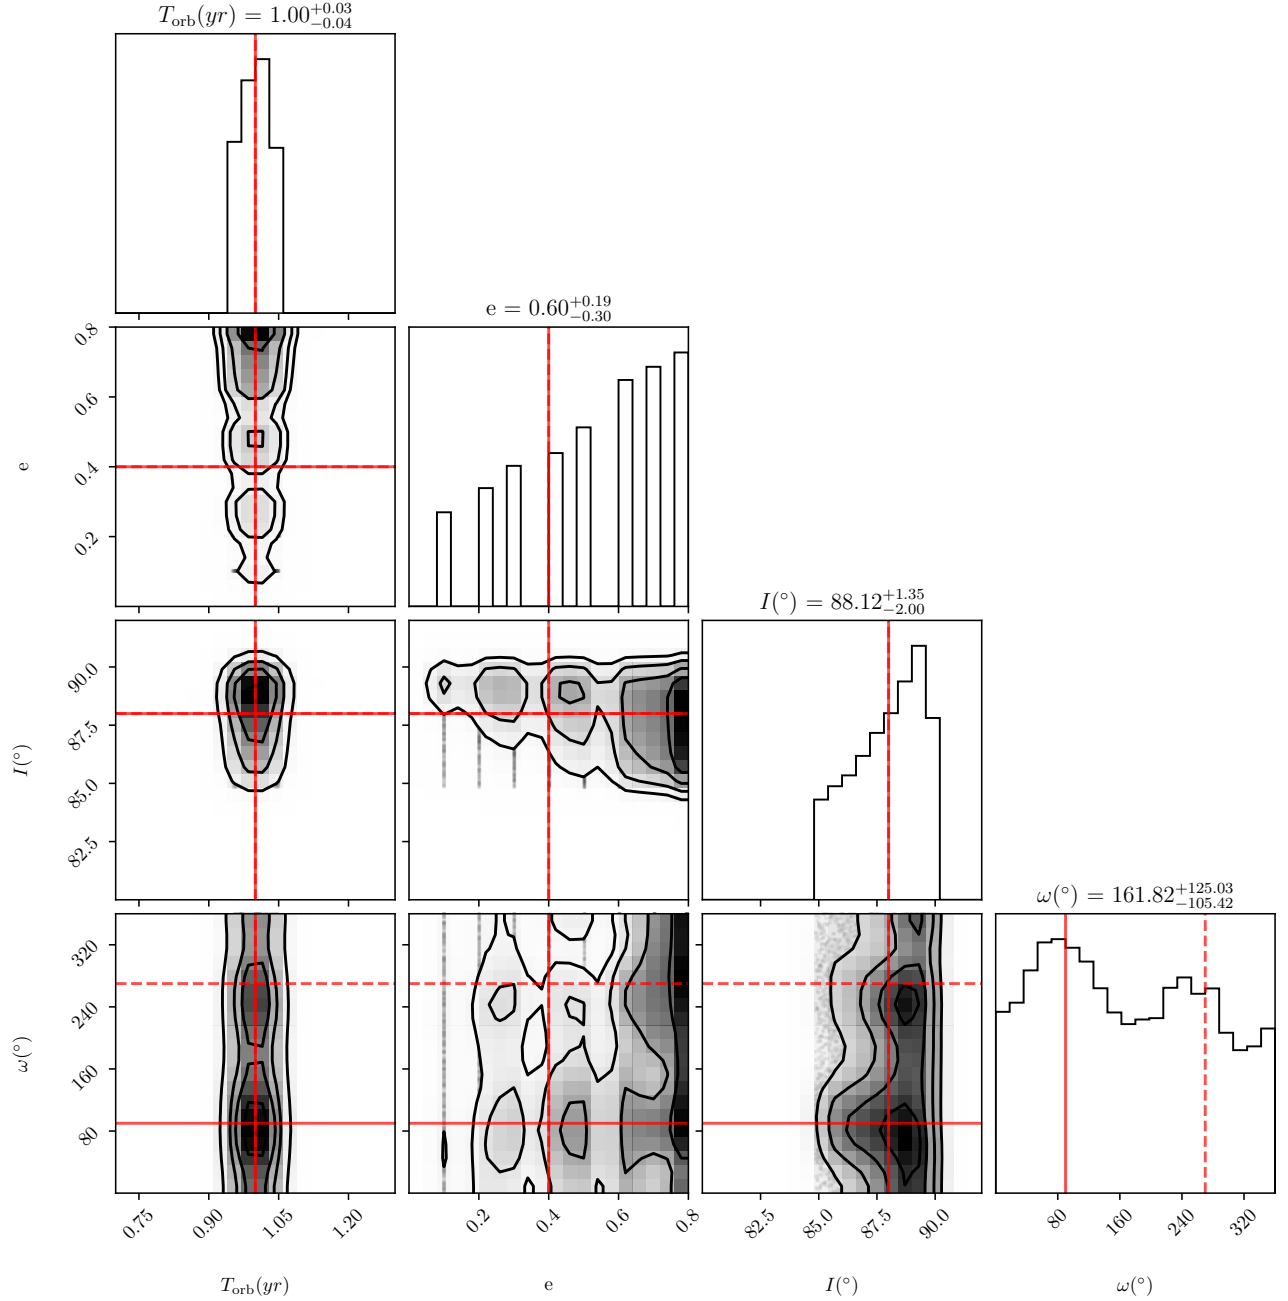 T_orb(yr) = 1.00^{+0.03}_{-0.04}
e = 0.60^{+0.19}_{-0.30}
0.8
0.6
0.4
0.2
e
I(°) = 88.12^{+1.35}_{-2.00}
90.0
87.5
85.0
82.5
I(°)
ω(°) = 161.82^{+125.03}_{-105.42}
320
240
160
80
ω(°)
0.75 0.90 1.05 1.20 0.2 0.4 0.6 0.8 82.5 85.0 87.5 90.0 80 160 240 320
T_orb(yr) e I(°) ω(°)